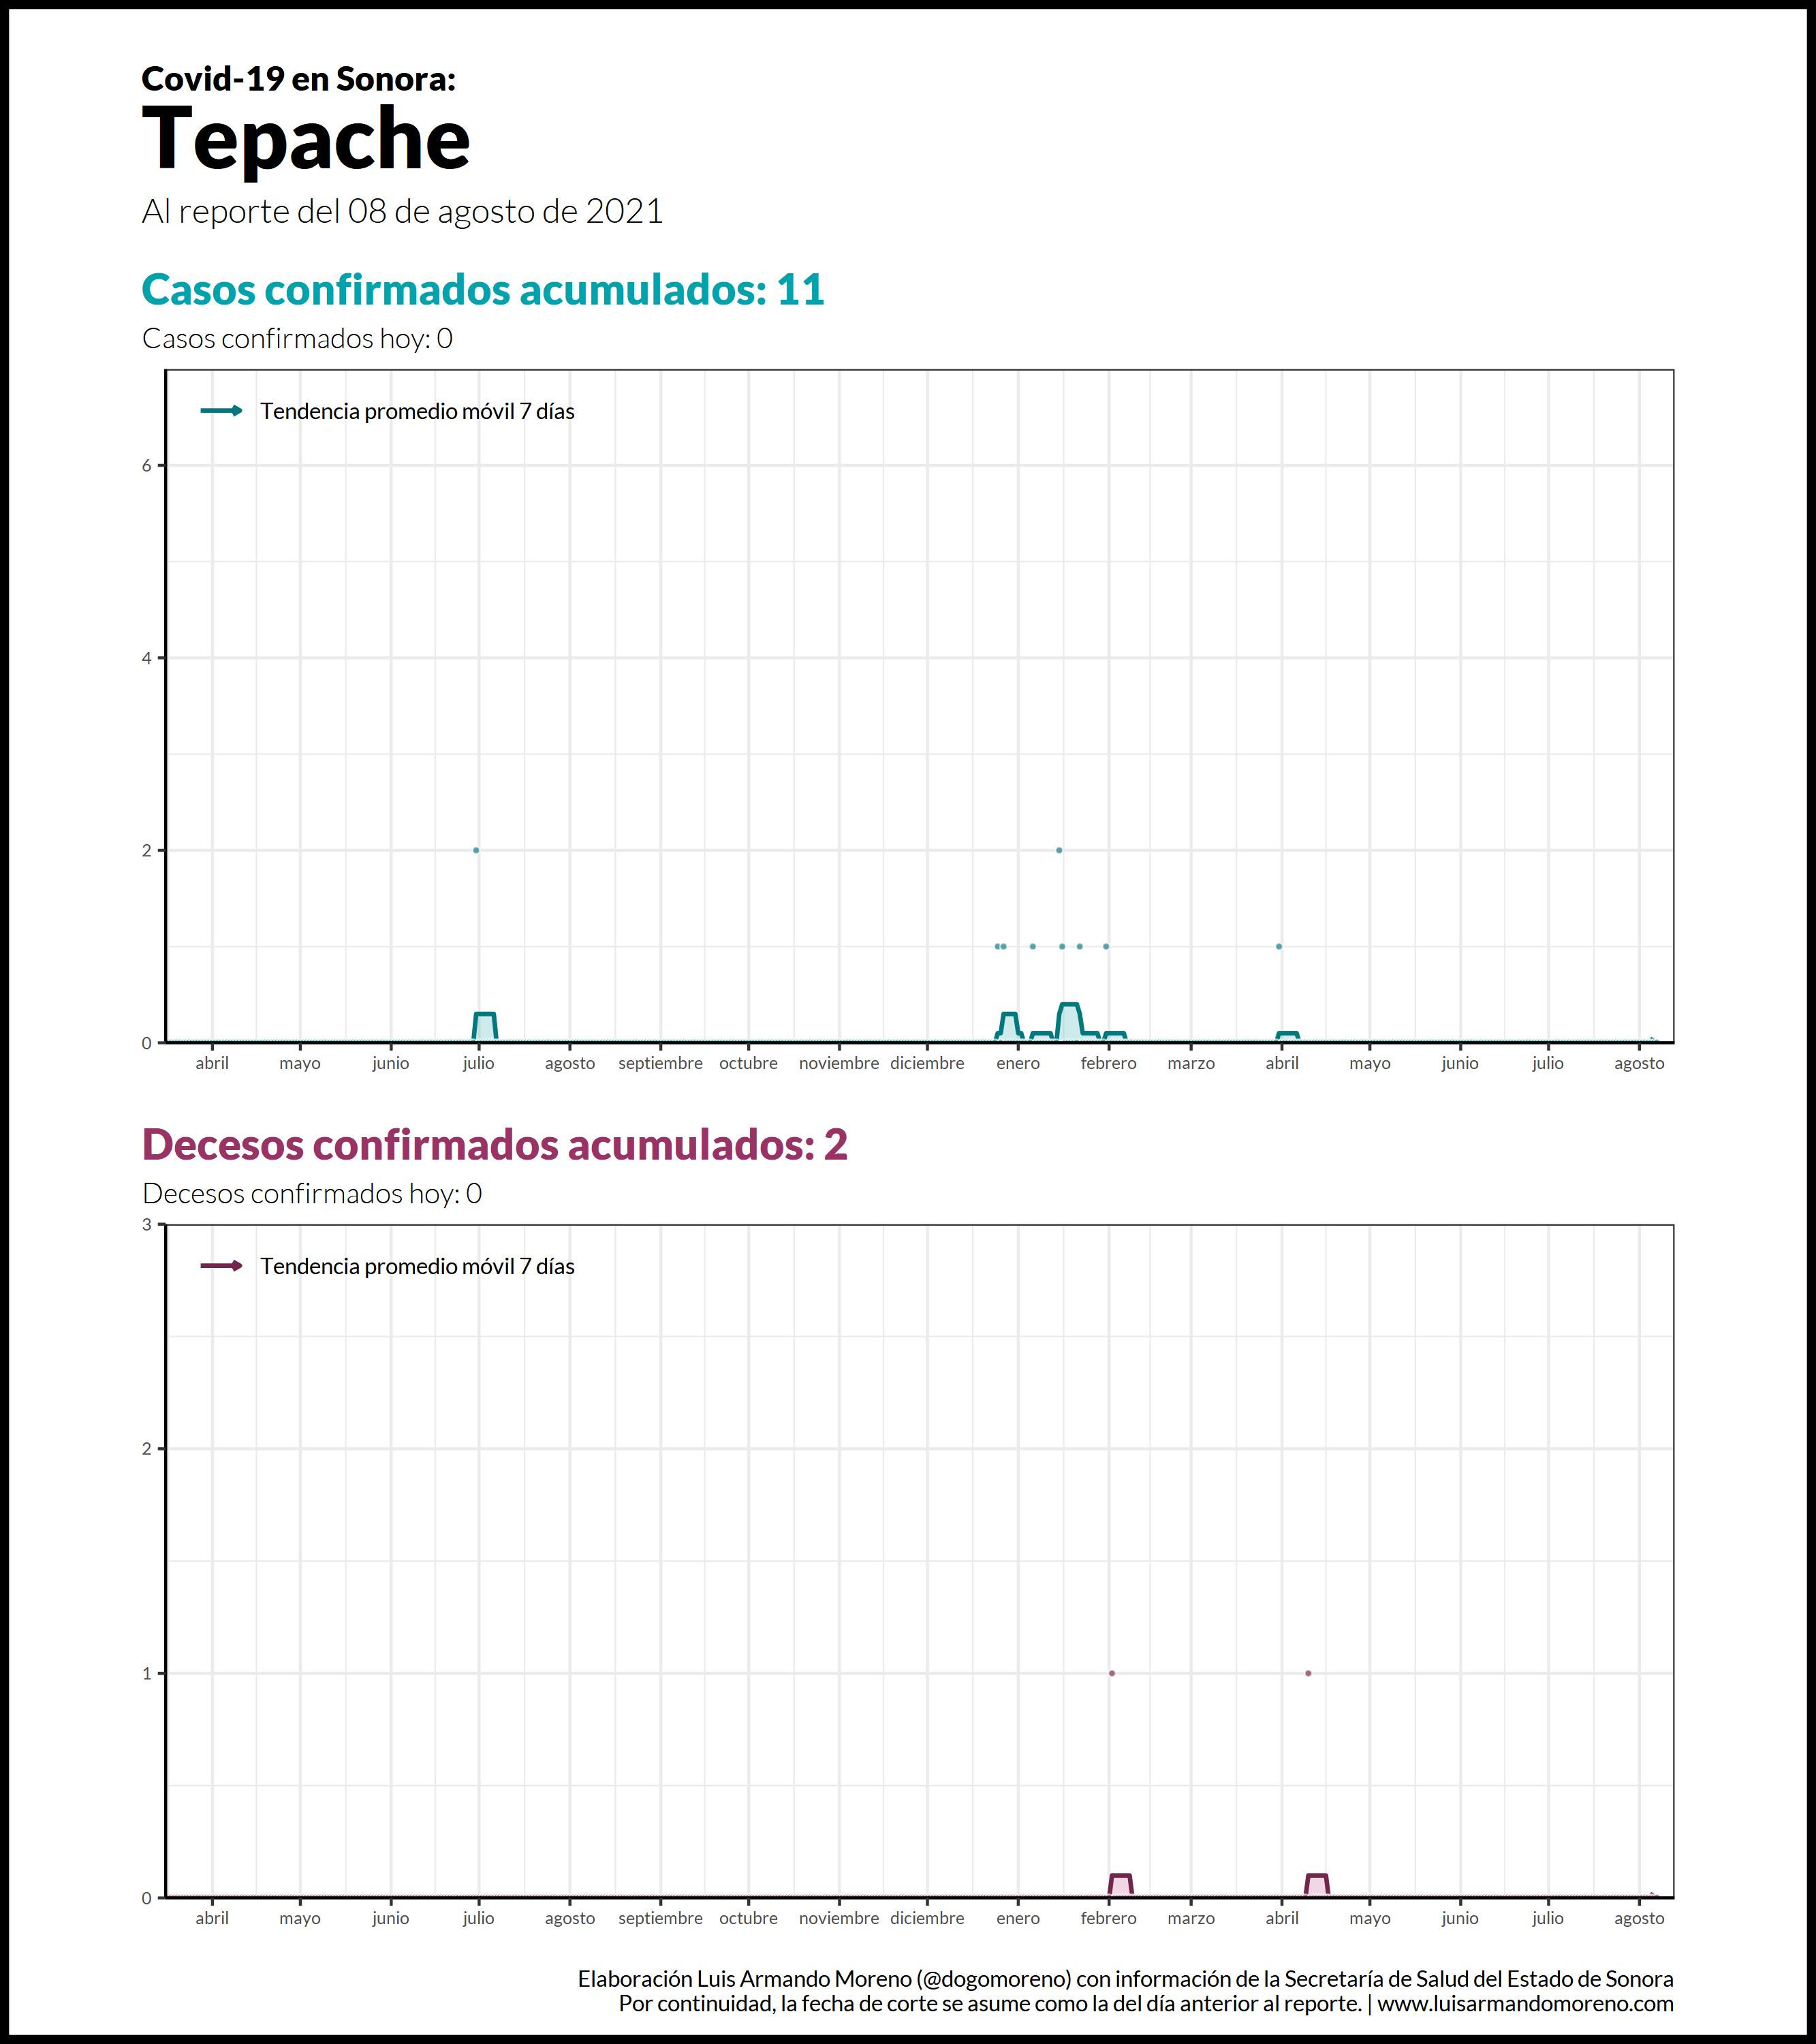 Covid-19 en Sonora:
Tepache
Al reporte del 08 de agosto de 2021
Casos confirmados acumulados: 11
Casos confirmados hoy: 0
Tendencia promedio móvil 7 días
6
4
2
0
abril mayo junio julio agosto septiembre octubre noviembre diciembre enero febrero marzo abril mayo junio julio agosto
Decesos confirmados acumulados: 2
Decesos confirmados hoy: 0
3
Tendencia promedio móvil 7 días
2
1
0
abril mayo junio julio agosto septiembre octubre noviembre diciembre enero febrero marzo abril mayo junio julio agosto
Elaboración Luis Armando Moreno (@dogomoreno) con información de la Secretaría de Salud del Estado de Sonora
Por continuidad, la fecha de corte se asume como la del día anterior al reporte. | www.luisarmandomoreno.com